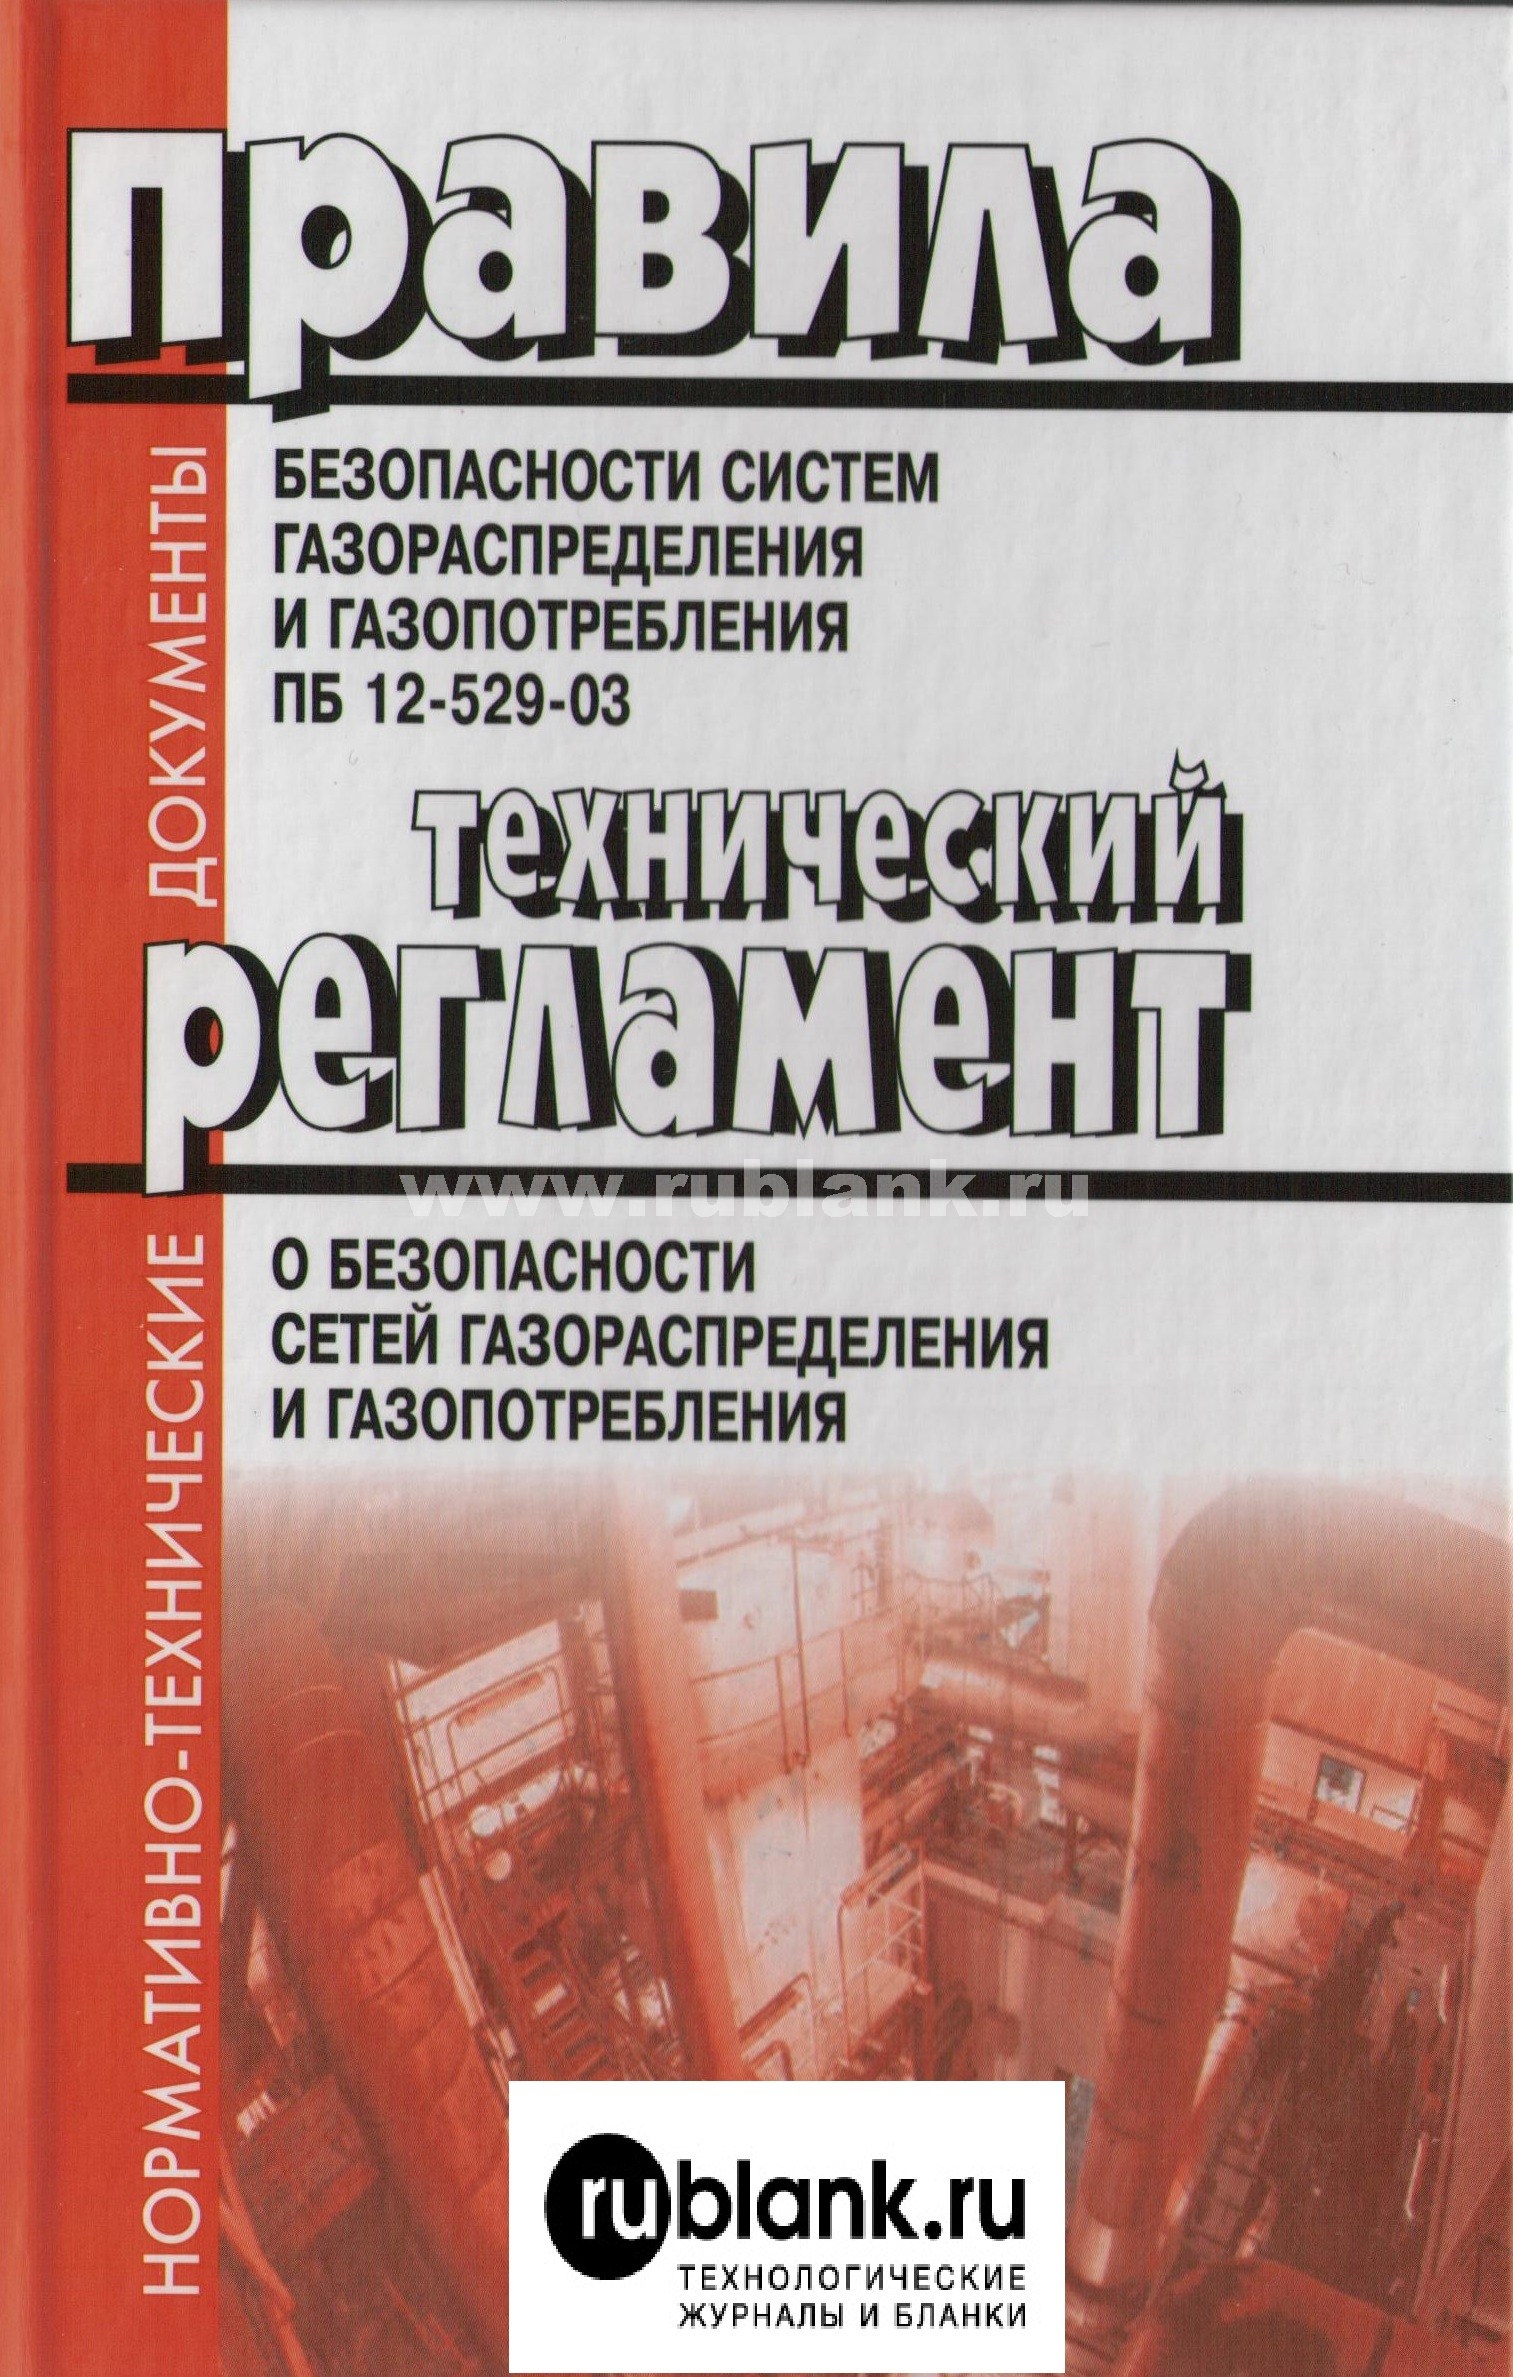 правила
БЕЗОПАСНОСТИ СИСТЕМ
ГАЗОРАСПРЕДЕЛЕНИЯ
И ГАЗОПОТРЕБЛЕНИЯ
ПБ 12-529-03
технический
регламент
www.rublank.ru
О БЕЗОПАСНОСТИ
СЕТЕЙ ГАЗОРАСПРЕДЕЛЕНИЯ
И ГАЗОПОТРЕБЛЕНИЯ
НОРМАТИВНО-ТЕХНИЧЕСКИЕ ДОКУМЕНТЫ
rublank.ru
ТЕХНОЛОГИЧЕСКИЕ
ЖУРНАЛЫ И БЛАНКИ